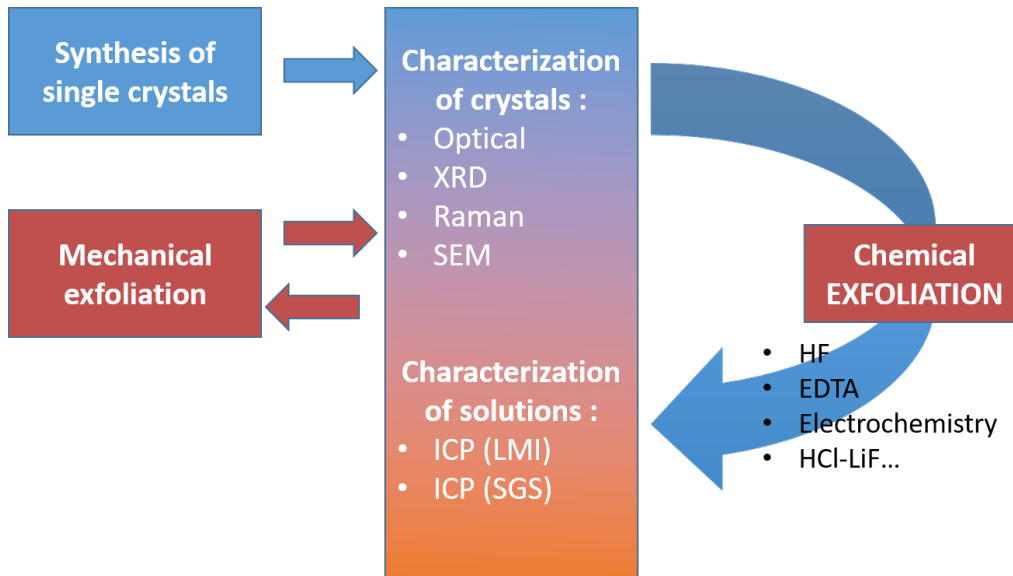 Synthesis of
single crystals
Mechanical
exfoliation
Characterization
of crystals :
• Optical
• XRD
• Raman
• SEM
Characterization
of solutions :
• ICP (LMI)
• ICP (SGS)
Chemical
EXFOLIATION
• HF
• EDTA
• Electrochemistry
• HCl-LiF...